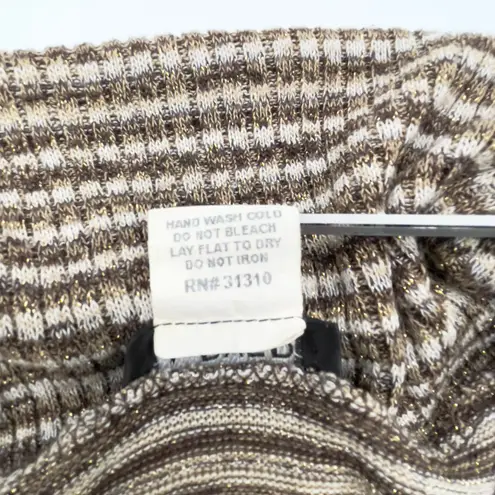 HAND WASH COLD
DO NOT BLEACH
LAY FLAT TO DRY
DO NOT IRON
RN# 31310